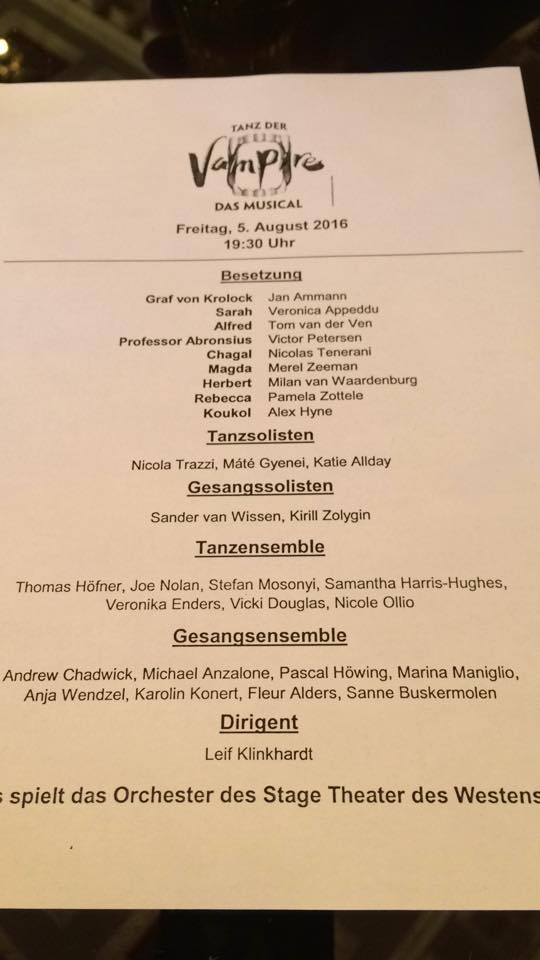 TANZ DER
Vampire
DAS MUSICAL
Freitag, 5. August 2016
19:30 Uhr
Besetzung
Graf von Krolock Jan Ammann
Sarah Veronica Appeddu
Alfred Tom van der Ven
Professor Abronsius Victor Petersen
Chagal Nicolas Tenerani
Magda Merel Zeeman
Herbert Milan van Waardenburg
Rebecca Pamela Zottele
Koukol Alex Hyne
Tanzsolisten
Nicola Trazzi, Máté Gyenei, Katie Allday
Gesangssolisten
Sander van Wissen, Kirill Zolygin
Tanzensemble
Thomas Höfner, Joe Nolan, Stefan Mosonyi, Samantha Harris-Hughes,
Veronika Enders, Vicki Douglas, Nicole Ollio
Gesangsensemble
Andrew Chadwick, Michael Anzalone, Pascal Höwing, Marina Maniglio,
Anja Wendzel, Karolin Konert, Fleur Alders, Sanne Buskermolen
Dirigent
Leif Klinkhardt
s spielt das Orchester des Stage Theater des Westens